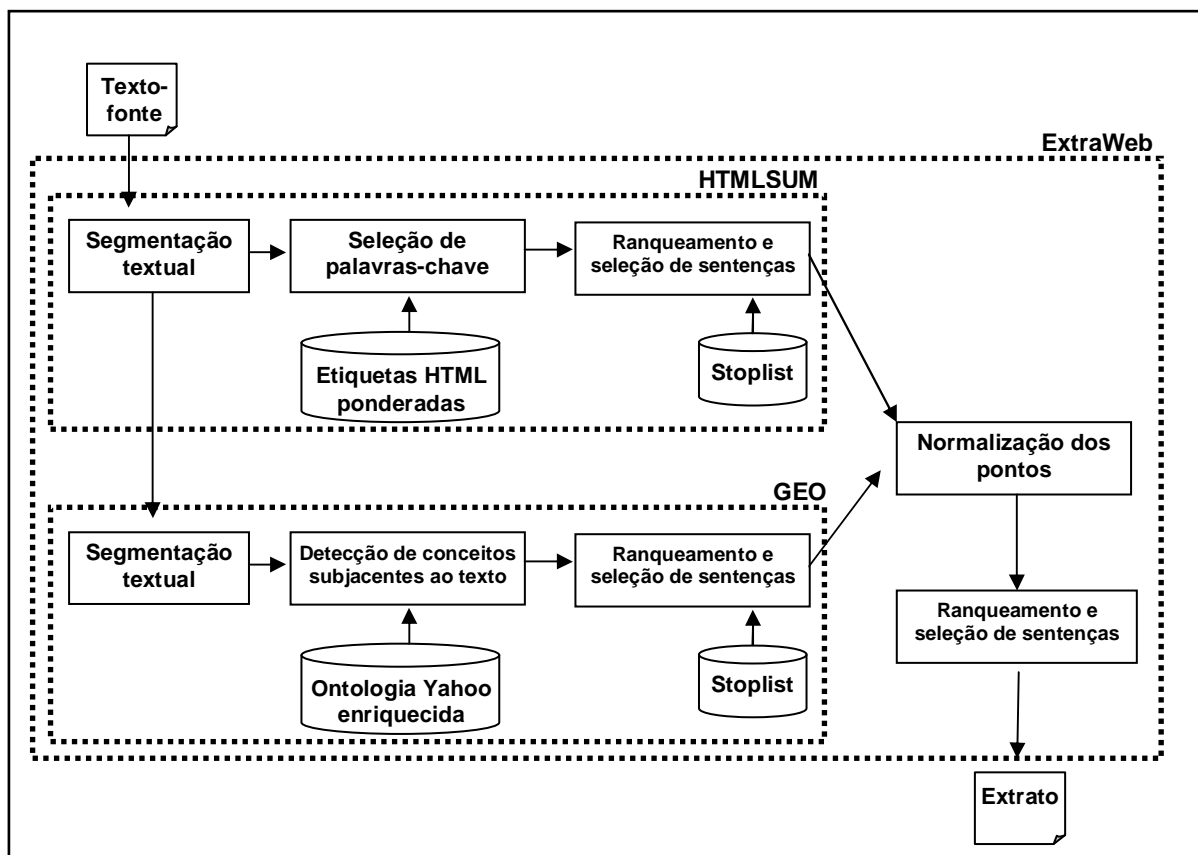 Texto-
fonte
ExtraWeb
HTMLSUM
Segmentação
textual
Seleção de
palavras-chave
Ranqueamento e
seleção de sentenças
Etiquetas HTML
ponderadas
Stoplist
Normalização dos
pontos
GEO
Segmentação
textual
Detecção de conceitos
subjacentes ao texto
Ranqueamento e
seleção de sentenças
Ranqueamento e
seleção de sentenças
Ontologia Yahoo
enriquecida
Stoplist
Extrato